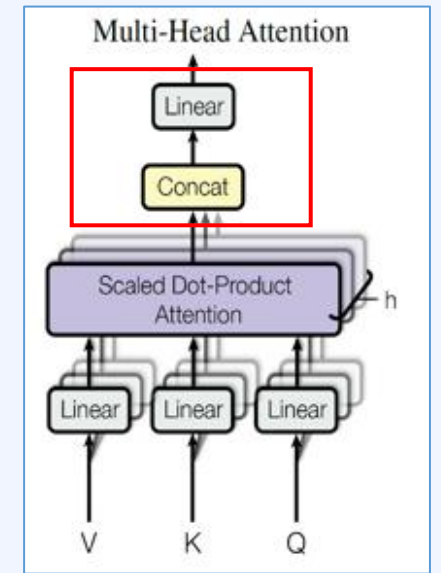 Multi-Head Attention
Linear
Concat
Scaled Dot-Product
Attention
h
Linear
Linear
Linear
V
K
Q